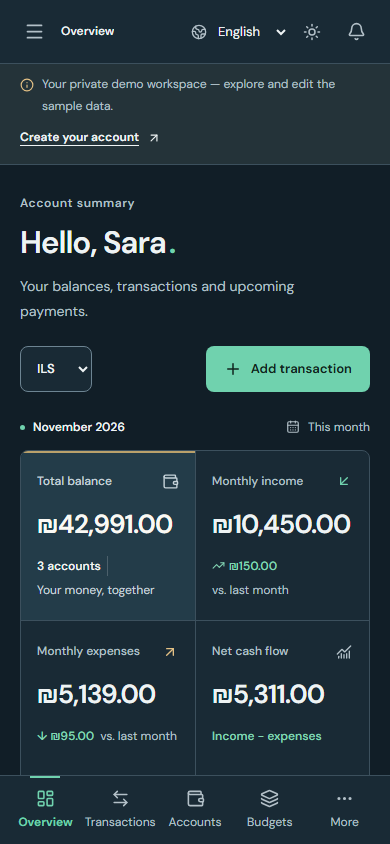 Overview
English
Your private demo workspace — explore and edit the
sample data.
Create your account
Account summary
Hello, Sara.
Your balances, transactions and upcoming
payments.
ILS
Add transaction
November 2026
This month
Total balance
₪42,991.00
3 accounts
Your money, together
Monthly income
₪10,450.00
₪150.00
vs. last month
Monthly expenses
₪5,139.00
₪95.00 vs. last month
Net cash flow
₪5,311.00
Income − expenses
Overview
Transactions
Accounts
Budgets
More